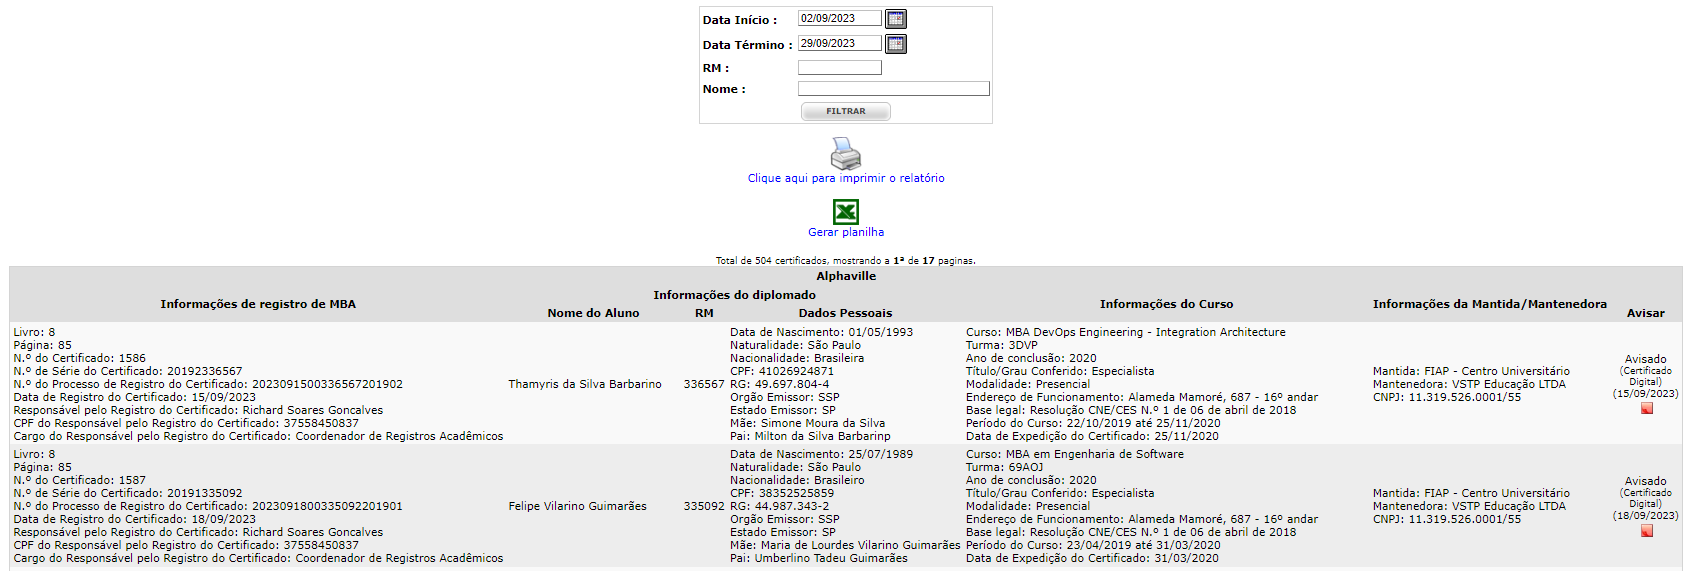 Data Início : 02/09/2023
Data Término : 29/09/2023
RM :
Nome :
FILTRAR
Clique aqui para imprimir o relatório
Gerar planilha
Total de 504 certificados, mostrando a 1ª de 17 paginas.
Alphaville
Informações de registro de MBA
Informações do diplomado
Nome do Aluno
RM
Dados Pessoais
Informações do Curso
Informações da Mantida/Mantenedora
Avisar
Livro: 8
Página: 85
N.º do Certificado: 1586
N.º de Série do Certificado: 20192336567
N.º do Processo de Registro do Certificado: 2023091500336567201902
Data de Registro do Certificado: 15/09/2023
Responsável pelo Registro do Certificado: Richard Soares Goncalves
CPF do Responsável pelo Registro do Certificado: 37558450837
Cargo do Responsável pelo Registro do Certificado: Coordenador de Registros Acadêmicos
Thamyris da Silva Barbarino
336567
Data de Nascimento: 01/05/1993
Naturalidade: São Paulo
Nacionalidade: Brasileira
CPF: 41026924871
RG: 49.697.804-4
Orgão Emissor: SSP
Estado Emissor: SP
Mãe: Simone Moura da Silva
Pai: Milton da Silva Barbarinp
Curso: MBA DevOps Engineering - Integration Architecture
Turma: 3DVP
Ano de conclusão: 2020
Título/Grau Conferido: Especialista
Modalidade: Presencial
Endereço de Funcionamento: Alameda Mamoré, 687 - 16º andar
Base legal: Resolução CNE/CES N.º 1 de 06 de abril de 2018
Período do Curso: 22/10/2019 até 25/11/2020
Data de Expedição do Certificado: 25/11/2020
Mantida: FIAP - Centro Universitário
Mantenedora: VSTP Educação LTDA
CNPJ: 11.319.526.0001/55
Avisado
(Certificado
Digital)
(15/09/2023)
Livro: 8
Página: 85
N.º do Certificado: 1587
N.º de Série do Certificado: 20191335092
N.º do Processo de Registro do Certificado: 2023091800335092201901
Data de Registro do Certificado: 18/09/2023
Responsável pelo Registro do Certificado: Richard Soares Goncalves
CPF do Responsável pelo Registro do Certificado: 37558450837
Cargo do Responsável pelo Registro do Certificado: Coordenador de Registros Acadêmicos
Felipe Vilarino Guimarães
335092
Data de Nascimento: 25/07/1989
Naturalidade: São Paulo
Nacionalidade: Brasileiro
CPF: 38352525859
RG: 44.987.343-2
Orgão Emissor: SSP
Estado Emissor: SP
Mãe: Maria de Lourdes Vilarino Guimarães
Pai: Umberlino Tadeu Guimarães
Curso: MBA em Engenharia de Software
Turma: 69AOJ
Ano de conclusão: 2020
Título/Grau Conferido: Especialista
Modalidade: Presencial
Endereço de Funcionamento: Alameda Mamoré, 687 - 16º andar
Base legal: Resolução CNE/CES N.º 1 de 06 de abril de 2018
Período do Curso: 23/04/2019 até 31/03/2020
Data de Expedição do Certificado: 31/03/2020
Mantida: FIAP - Centro Universitário
Mantenedora: VSTP Educação LTDA
CNPJ: 11.319.526.0001/55
Avisado
(Certificado
Digital)
(18/09/2023)